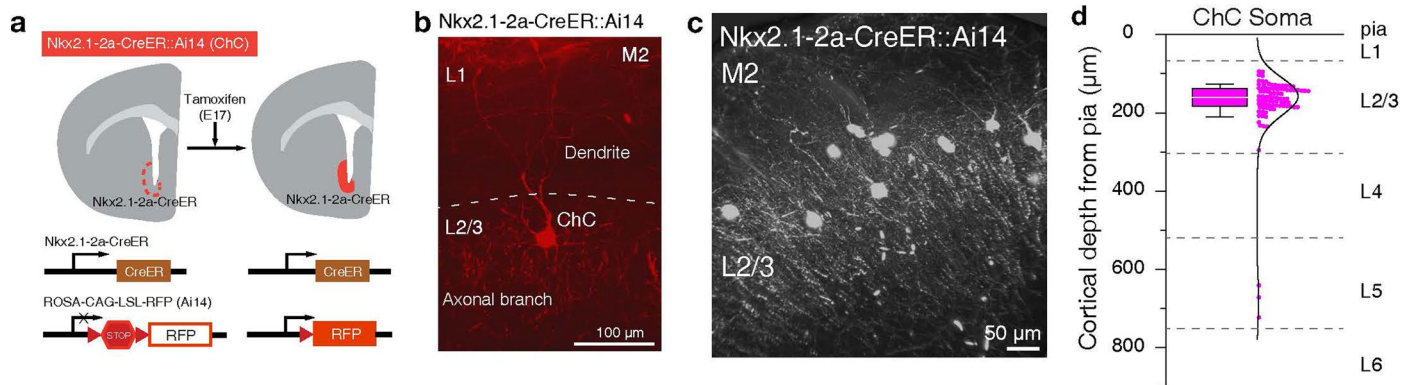 a
Nkx2.1-2a-CreER::Ai14 (ChC)
Tamoxifen
(E17)
Nkx2.1-2a-CreER
Nkx2.1-2a-CreER
Nkx2.1-2a-CreER
CreER
CreER
ROSA-CAG-LSL-RFP (Ai14)
STOP
RFP
RFP
b
Nkx2.1-2a-CreER::Ai14
L1
M2
Dendrite
L2/3
ChC
Axonal branch
100 µm
c
Nkx2.1-2a-CreER::Ai14
M2
L2/3
50 µm
d
ChC Soma
Cortical depth from pia (µm)
0
200
400
600
800
pia
L1
L2/3
L4
L5
L6